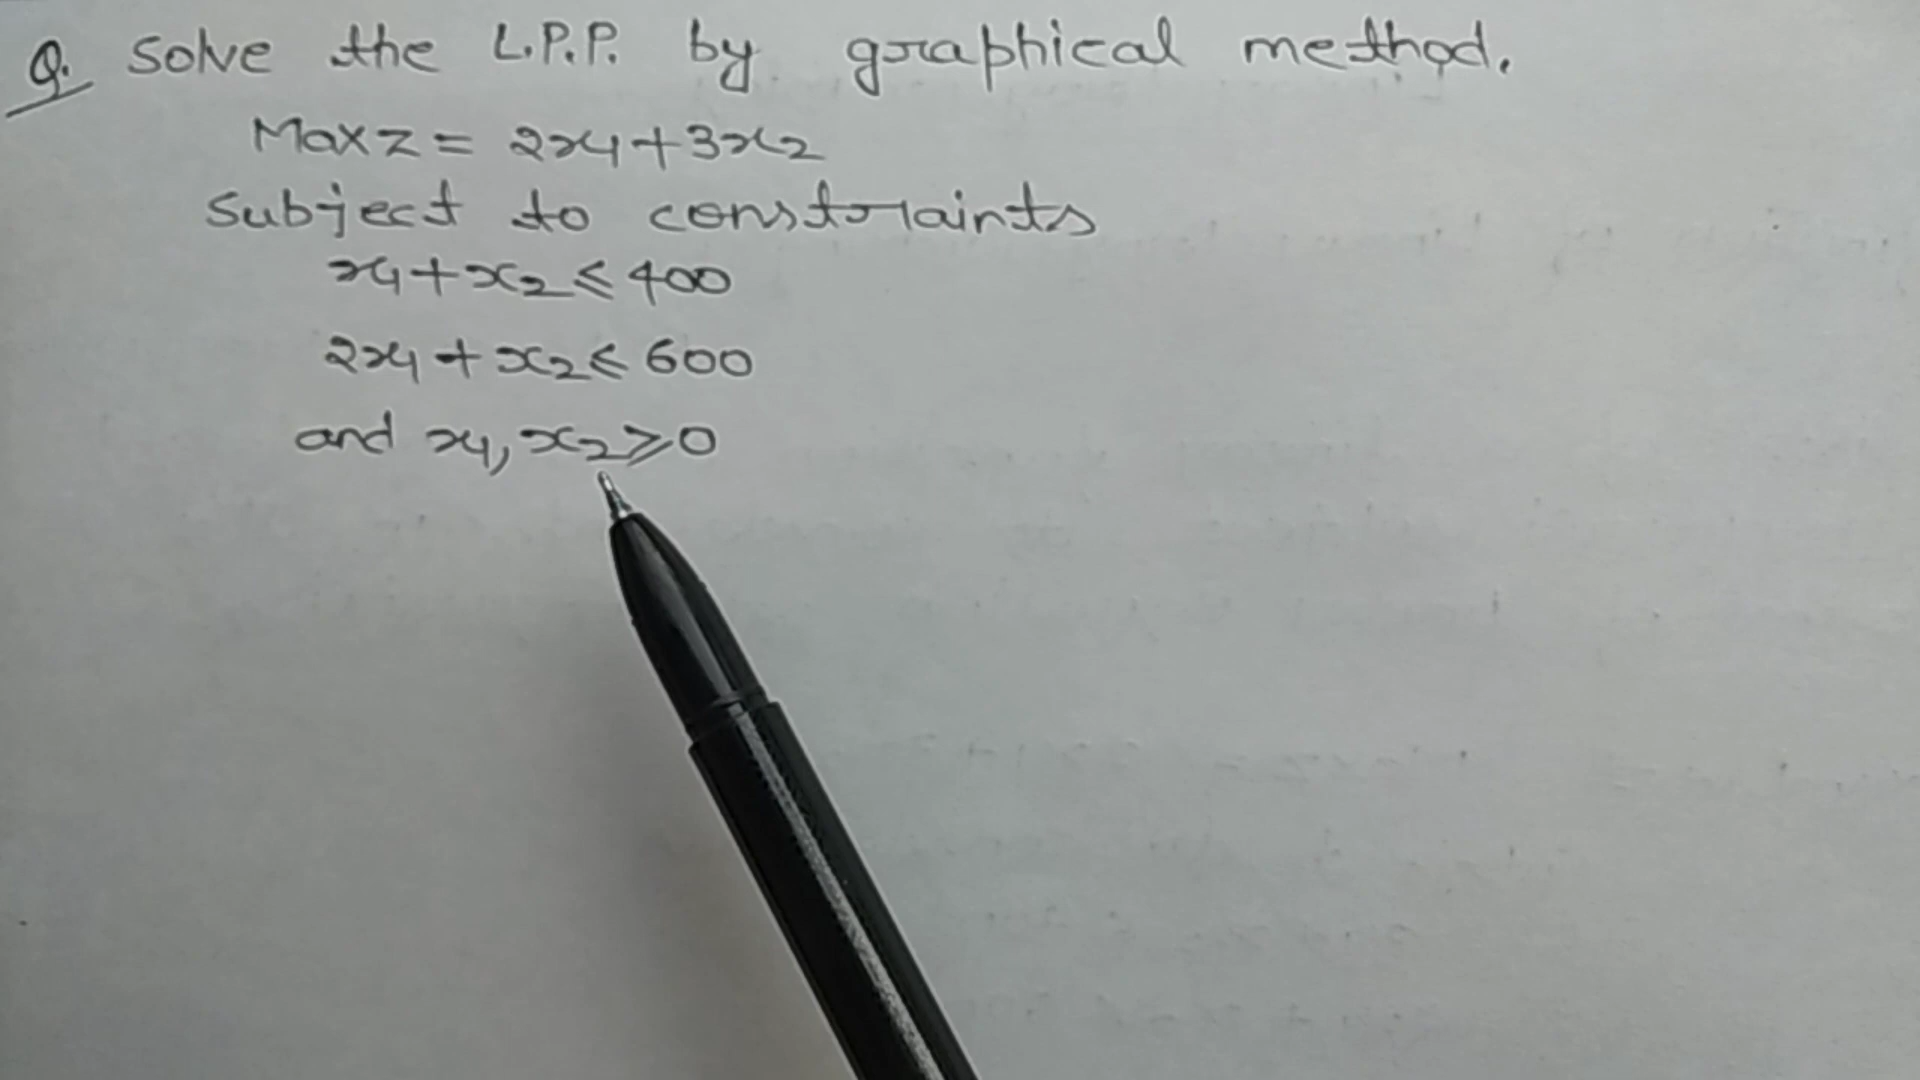 Q. Solve the L.P.P. by graphical method.
Max z = 2x₁+3x₂
Subject to constraints
x₁+x₂ ≤ 400
2x₁+x₂ ≤ 600
and x₁, x₂ ≥ 0